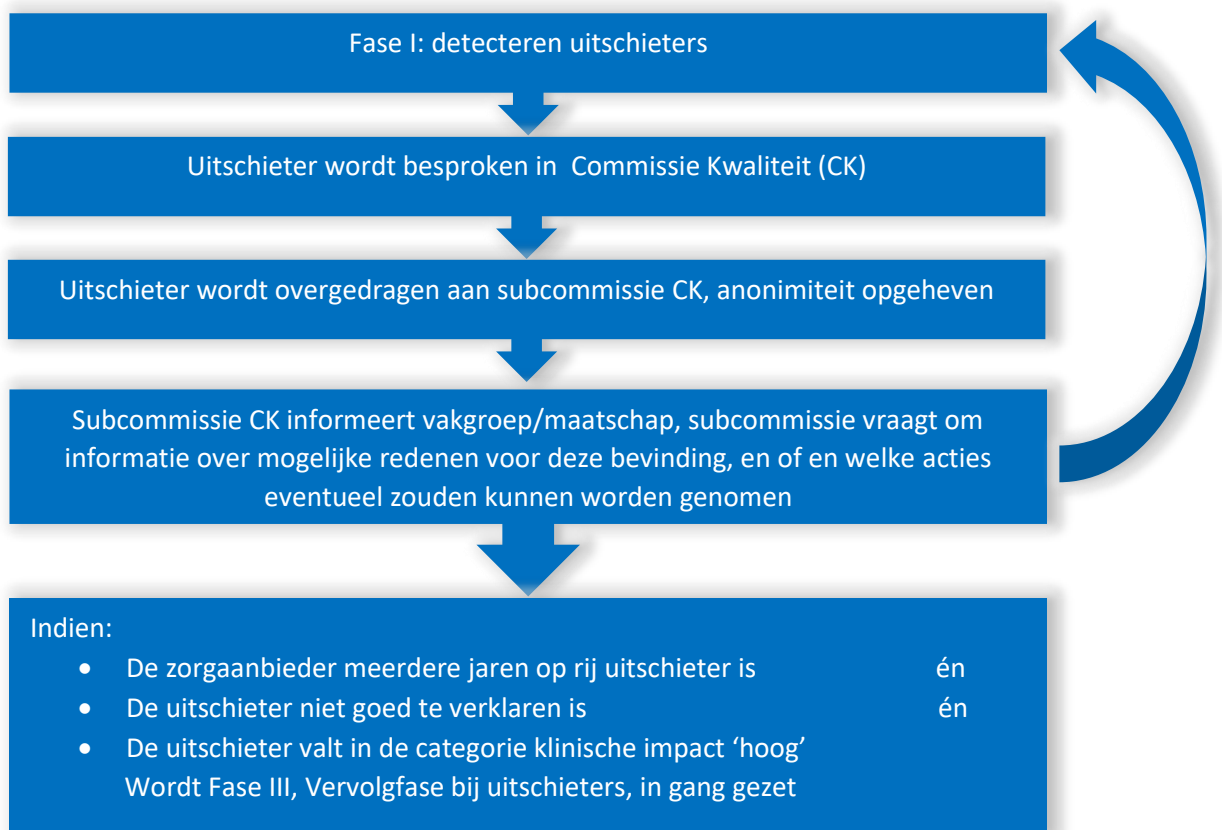 Fase I: detecteren uitschieters
Uitschieter wordt besproken in Commissie Kwaliteit (CK)
Uitschieter wordt overgedragen aan subcommissie CK, anonimiteit opgeheven
Subcommissie CK informeert vakgroep/maatschap, subcommissie vraagt om
informatie over mogelijke redenen voor deze bevinding, en of en welke acties
eventueel zouden kunnen worden genomen
Indien:
• De zorgaanbieder meerdere jaren op rij uitschieter is én
• De uitschieter niet goed te verklaren is én
• De uitschieter valt in de categorie klinische impact ‘hoog’
Wordt Fase III, Vervolgfase bij uitschieters, in gang gezet